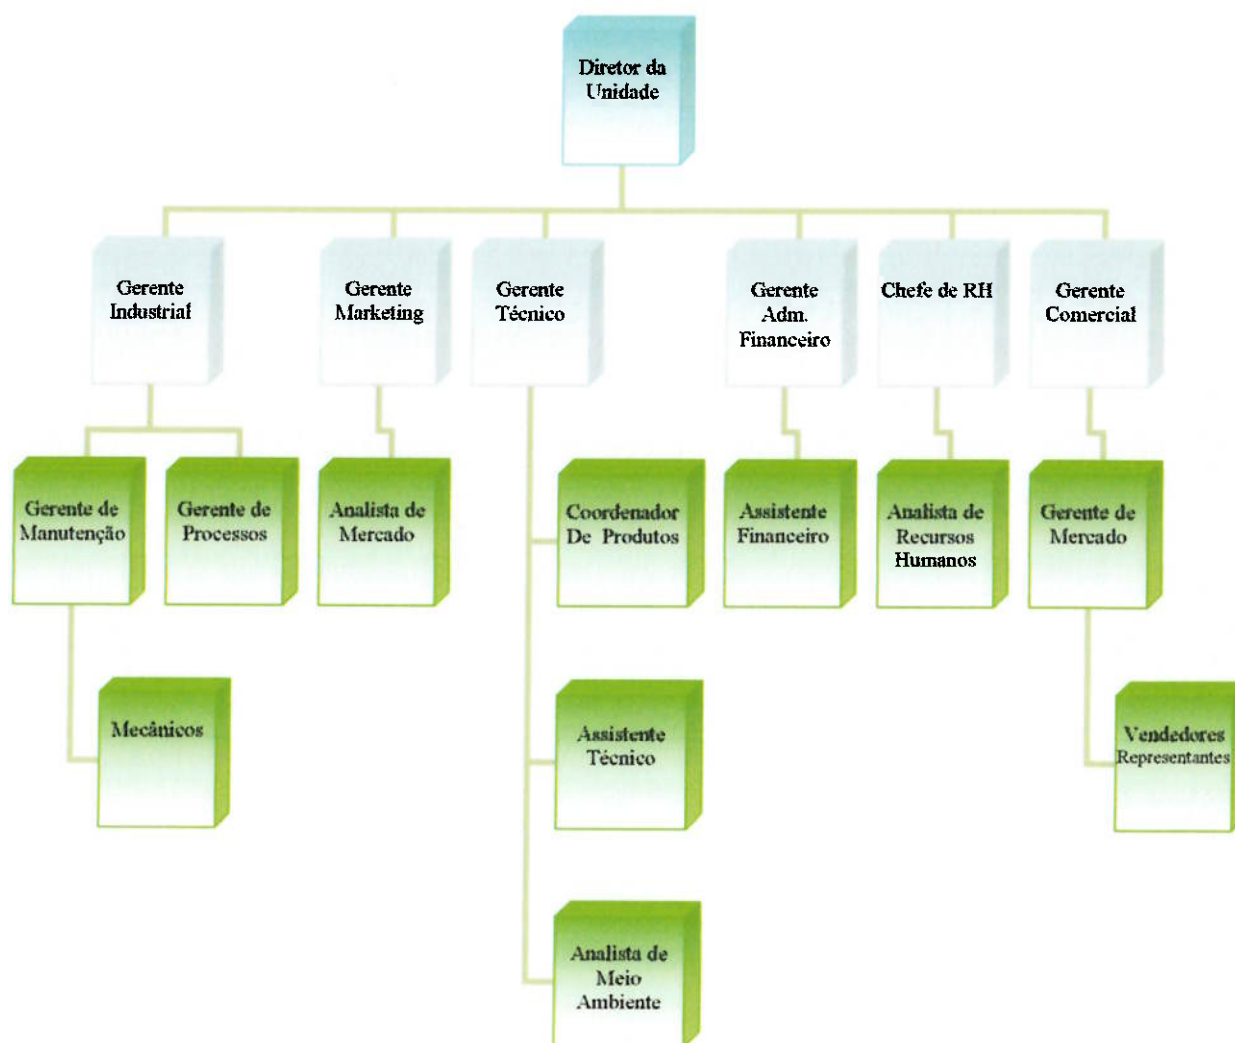 Diretor da
Unidade
Gerente
Industrial
Gerente
Marketing
Gerente
Técnico
Gerente
Adm.
Financeiro
Chefe de RH
Gerente
Comercial
Gerente de
Manutenção
Gerente de
Processos
Analista de
Mercado
Coordenador
De Produtos
Assistente
Financeiro
Analista de
Recursos
Humanos
Gerente de
Mercado
Mecânicos
Assistente
Técnico
Vendedores
Representantes
Analista de
Meio
Ambiente